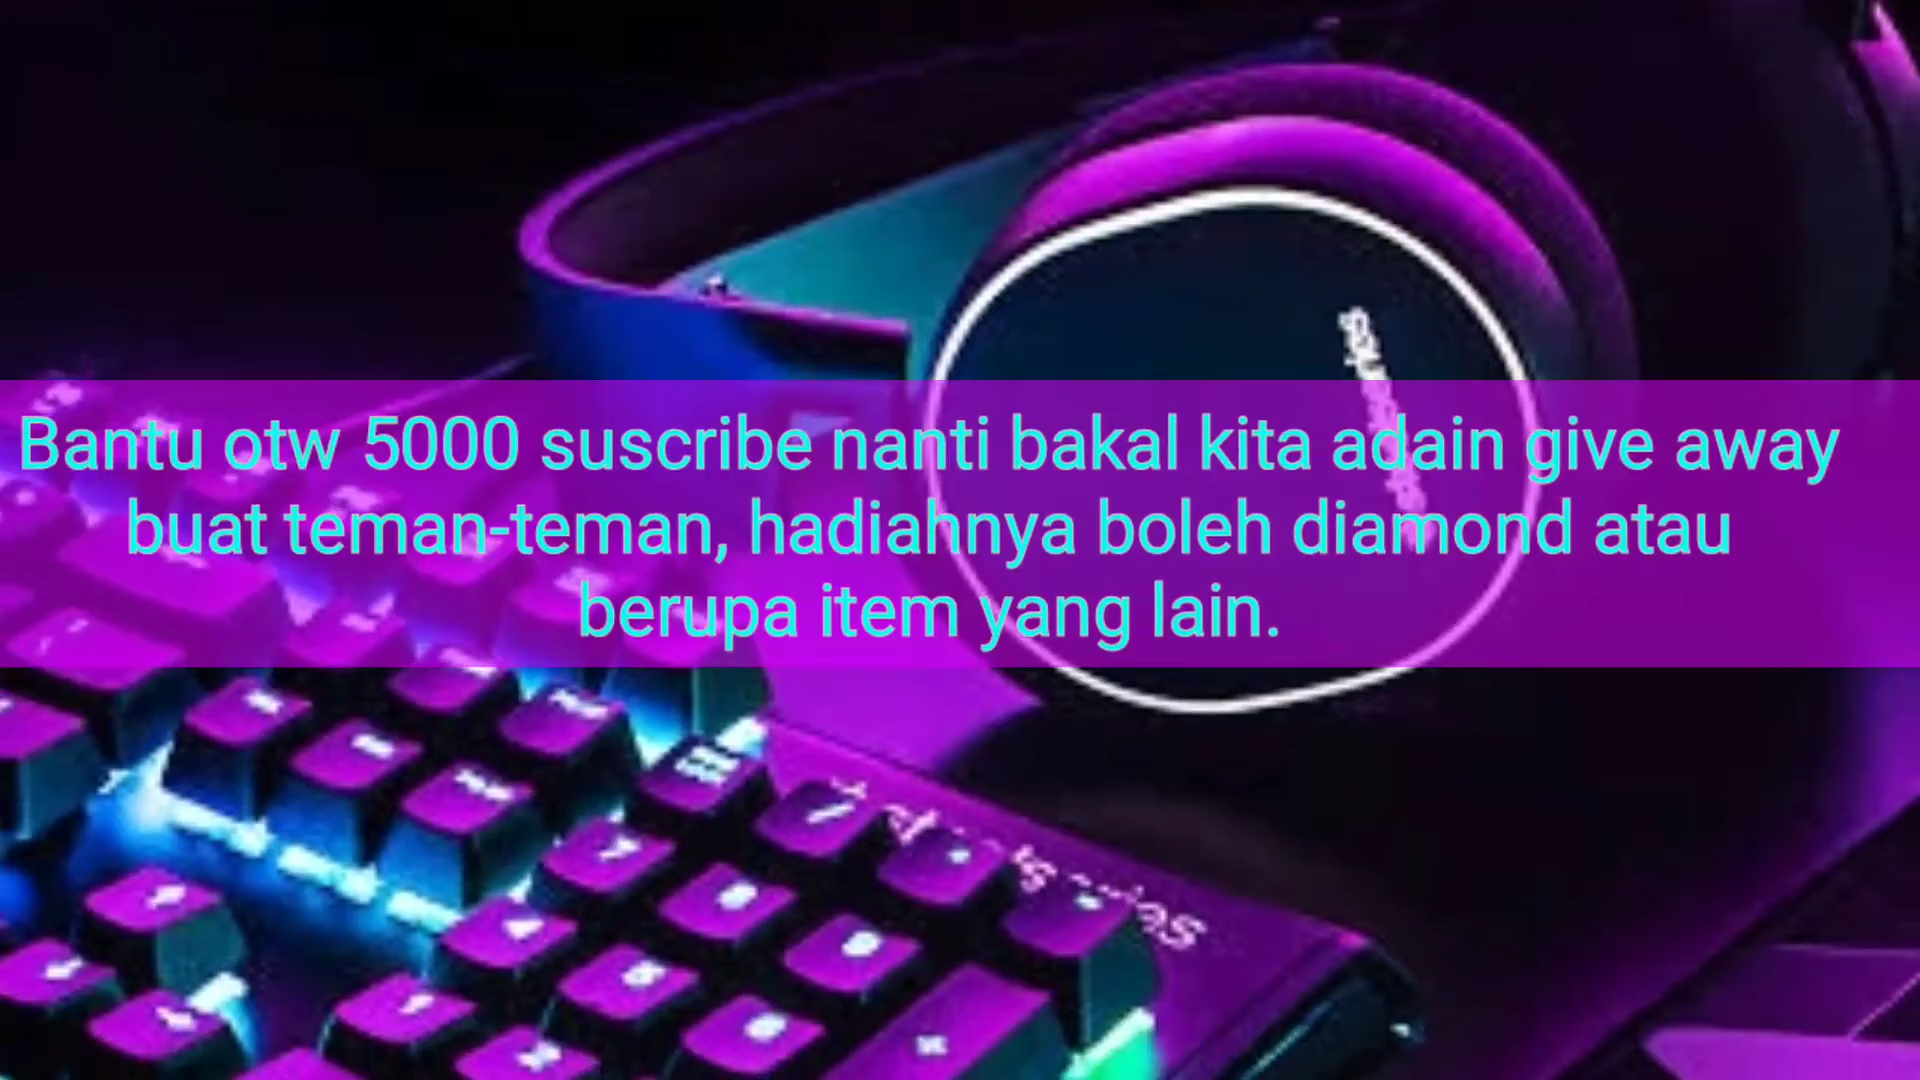 Bantu otw 5000 suscribe nanti bakal kita adain give away
buat teman-teman, hadiahnya boleh diamond atau
berupa item yang lain.